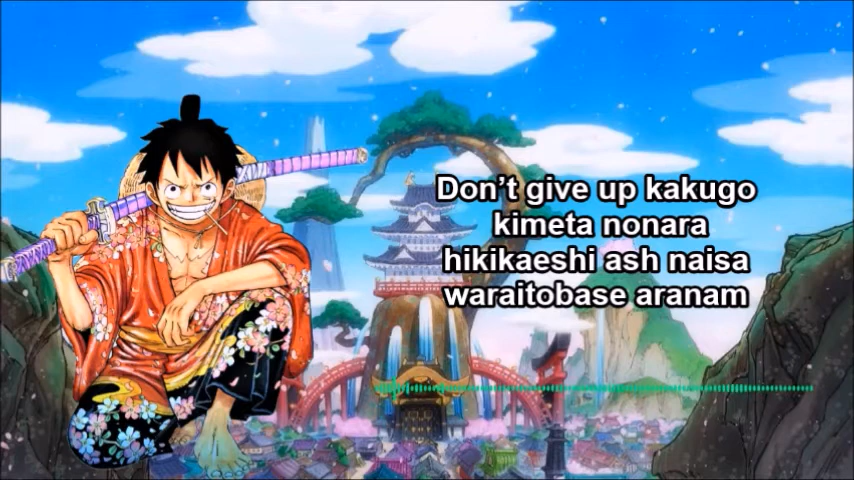 Don't give up kakugo
kimeta nonara
hikikaeshi ash naisa
waraitobase aranam